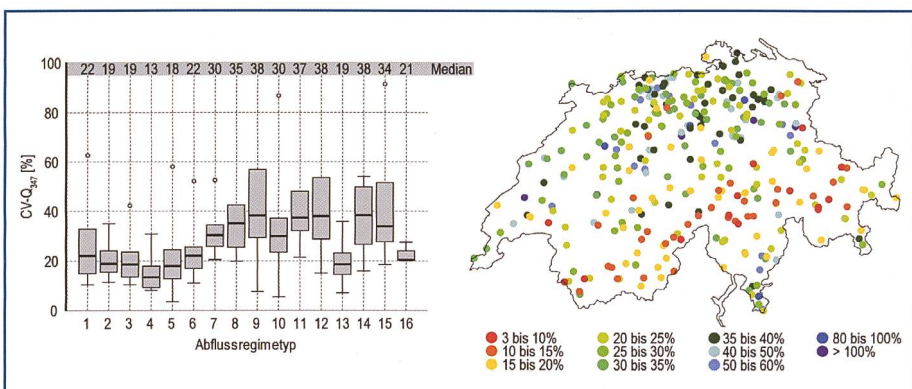 100
22 19 19 13 18 22 30 35 38 30 37 38 19 38 34 21 Median
80
60
40
20
0
CV-Q347 [%]
1 2 3 4 5 6 7 8 9 10 11 12 13 14 15 16
Abflussregimetyp
3 bis 10% 20 bis 25% 35 bis 40% 80 bis 100%
10 bis 15% 25 bis 30% 40 bis 50% > 100%
15 bis 20% 30 bis 35% 50 bis 60%